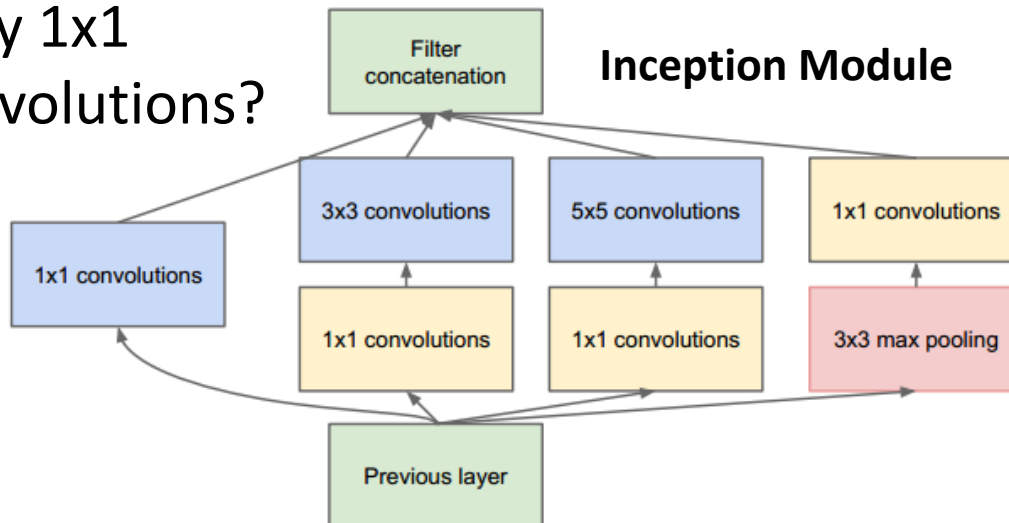 y 1x1
volutions?
Inception Module
Filter
concatenation
3x3 convolutions
5x5 convolutions
1x1 convolutions
1x1 convolutions
1x1 convolutions
1x1 convolutions
3x3 max pooling
Previous layer